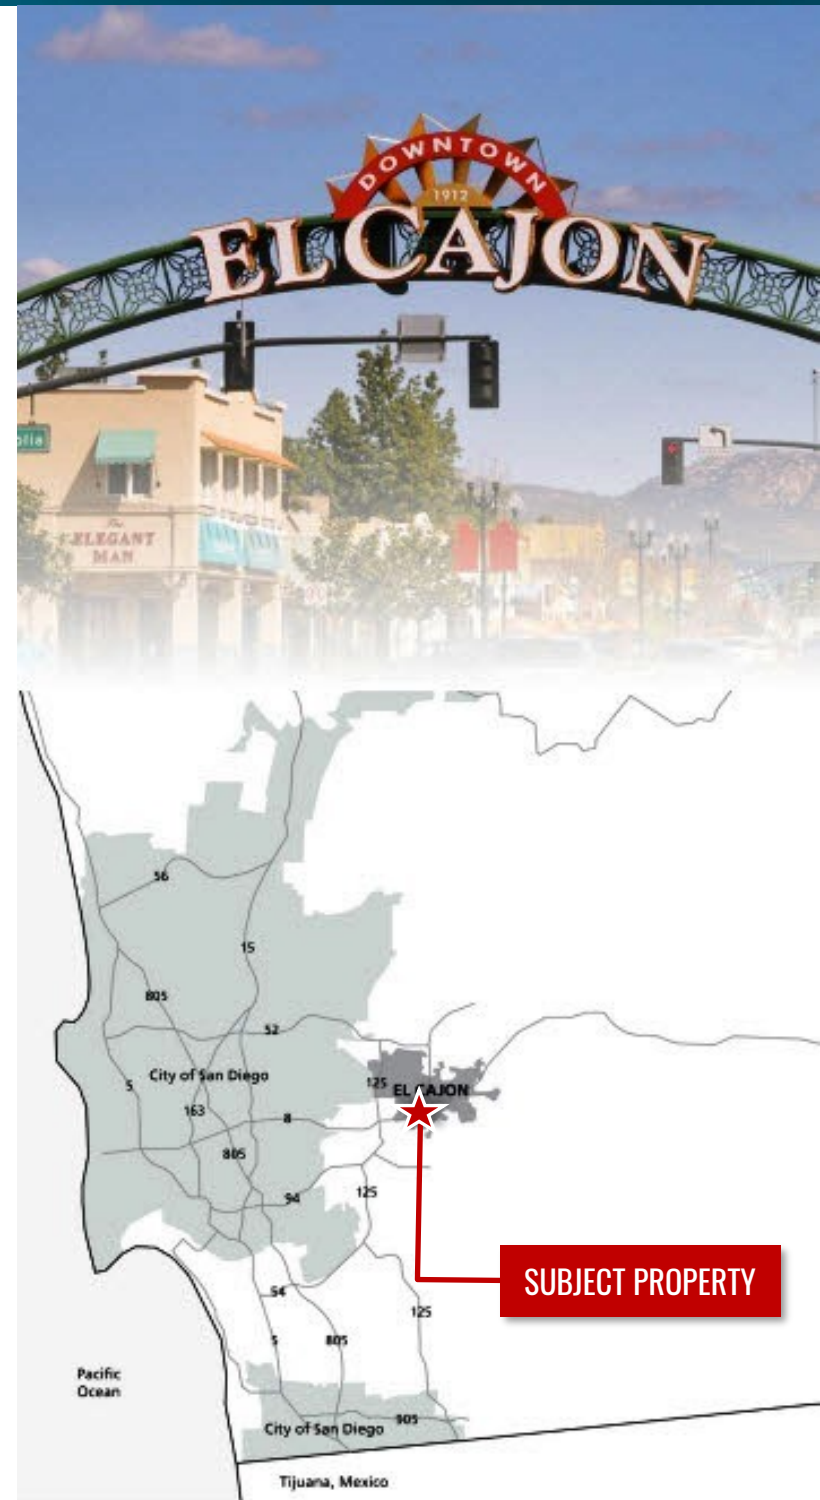 DOWNTOWN
1912
EL CAJON
olia
The
ELEGANT
MAN
56
15
805
52
City of San Diego
5
125
EL CAJON
163
8
805
94
125
SUBJECT PROPERTY
54
125
5
805
Pacific
Ocean
905
City of San Diego
Tijuana, Mexico